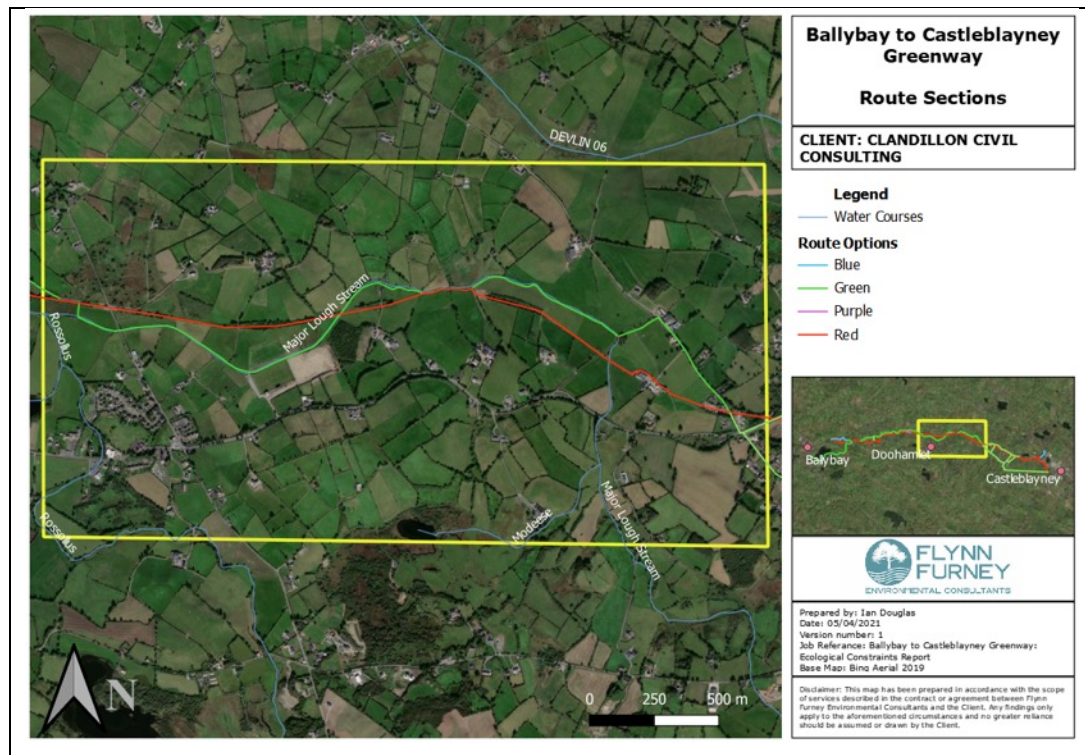 Ballybay to Castleblayney
Greenway
Route Sections
CLIENT: CLANDILLON CIVIL
CONSULTING
Legend
Water Courses
Route Options
Blue
Green
Purple
Red
DEVLIN 06
Major Lough Stream
Rossollus
Rossollus
Modeese
Major Lough Stream
N
0 250 500 m
Ballybay
Doohamlet
Castleblayney
FLYNN
FURNEY
ENVIRONMENTAL CONSULTANTS
Prepared by: Ian Douglas
Date: 05/04/2021
Version number: 1
Job Referance: Ballybay to Castleblayney Greenway:
Ecological Constraints Report
Base Map: Bing Aerial 2019
Disclaimer: This map has been prepared in accordance with the scope
of services described in the contract or agreement between Flynn
Furney Environmental Consultants and the Client. Any findings only
apply to the aforementioned circumstances and no greater reliance
should be assumed or drawn by the Client.